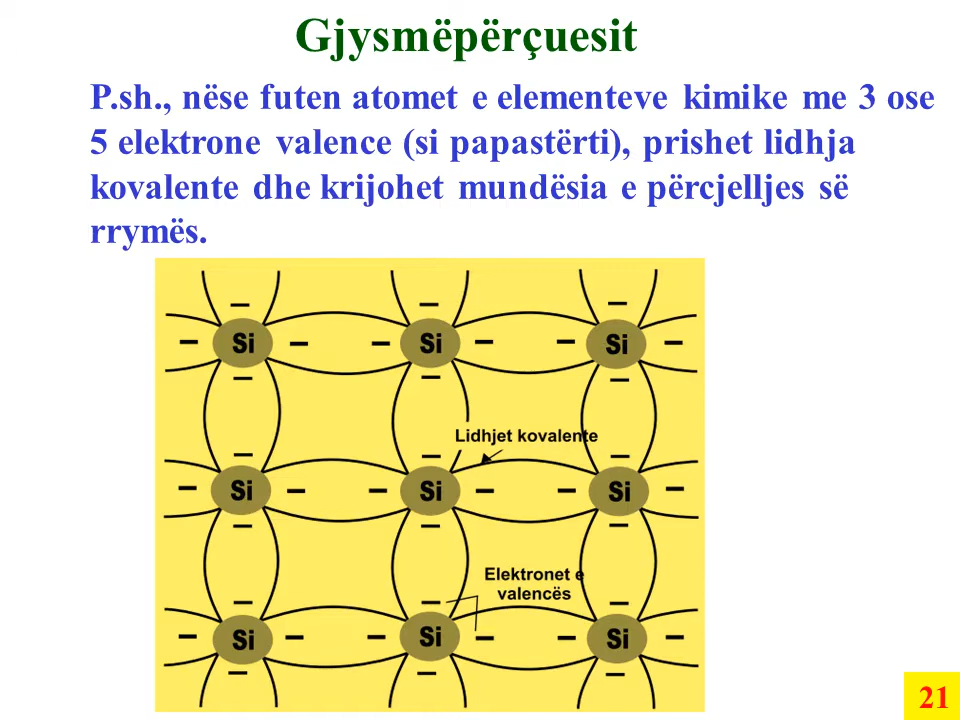 Gjysmëpërçuesit
P.sh., nëse futen atomet e elementeve kimike me 3 ose
5 elektrone valence (si papastërti), prishet lidhja
kovalente dhe krijohet mundësia e përcjelljes së
rrymës.
Si Si Si
Lidhjet kovalente
Si Si Si
Elektronet e
valencës
Si Si Si
21